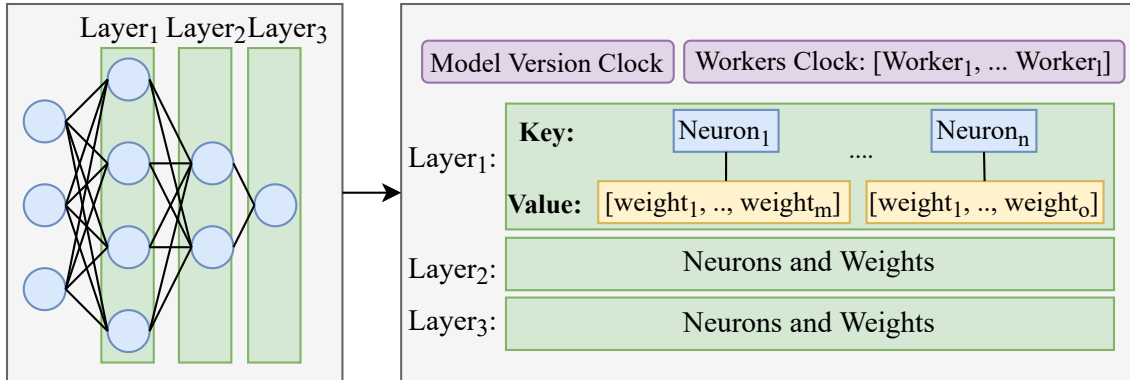 Layer₁ Layer₂ Layer₃
Model Version Clock
Workers Clock: [Worker₁, ... Workerₗ]
Layer₁:
Key:
Neuron₁
....
Neuronₙ
Value:
[weight₁, .., weightₘ]
[weight₁, .., weightₒ]
Layer₂:
Neurons and Weights
Layer₃:
Neurons and Weights